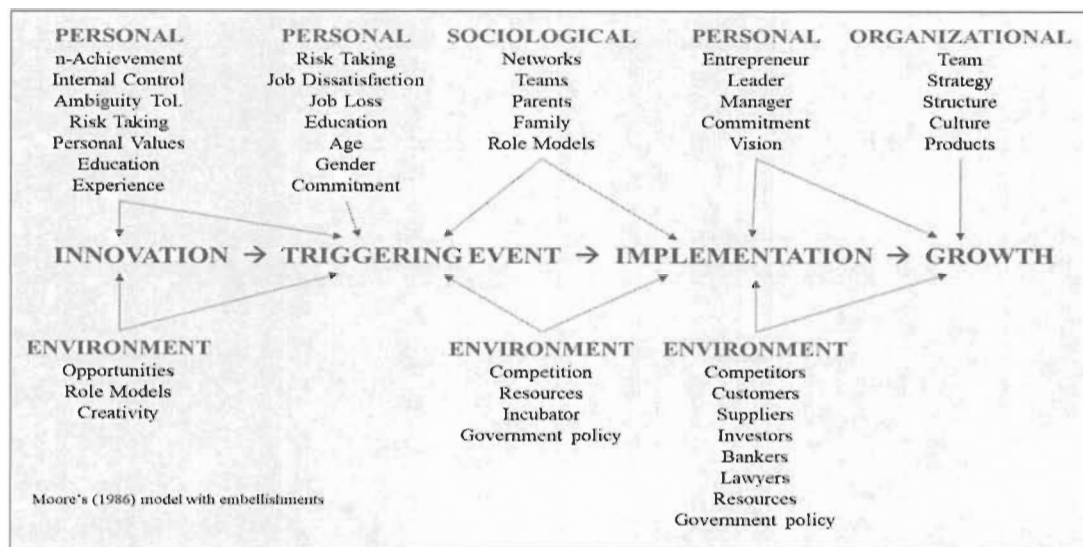 PERSONAL
n-Achievement
Internal Control
Ambiguity Tol.
Risk Taking
Personal Values
Education
Experience
PERSONAL
Risk Taking
Job Dissatisfaction
Job Loss
Education
Age
Gender
Commitment
SOCIOLOGICAL
Networks
Teams
Parents
Family
Role Models
PERSONAL
Entrepreneur
Leader
Manager
Commitment
Vision
ORGANIZATIONAL
Team
Strategy
Structure
Culture
Products
INNOVATION → TRIGGERING EVENT → IMPLEMENTATION → GROWTH
ENVIRONMENT
Opportunities
Role Models
Creativity
ENVIRONMENT
Competition
Resources
Incubator
Government policy
ENVIRONMENT
Competitors
Customers
Suppliers
Investors
Bankers
Lawyers
Resources
Government policy
Moore's (1986) model with embellishments